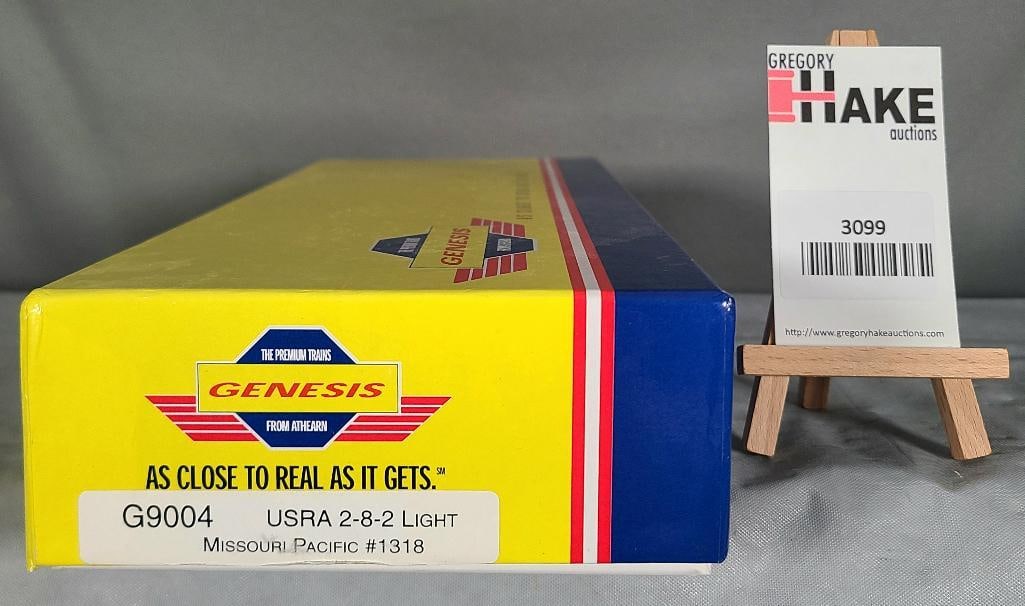 GREGORY
HAKE
auctions
3099
http://www.gregoryhakeauctions.com
GENESIS
THE PREMIUM TRAINS
GENESIS
FROM ATHEARN
AS CLOSE TO REAL AS IT GETS.℠
G9004 USRA 2-8-2 LIGHT
MISSOURI PACIFIC #1318